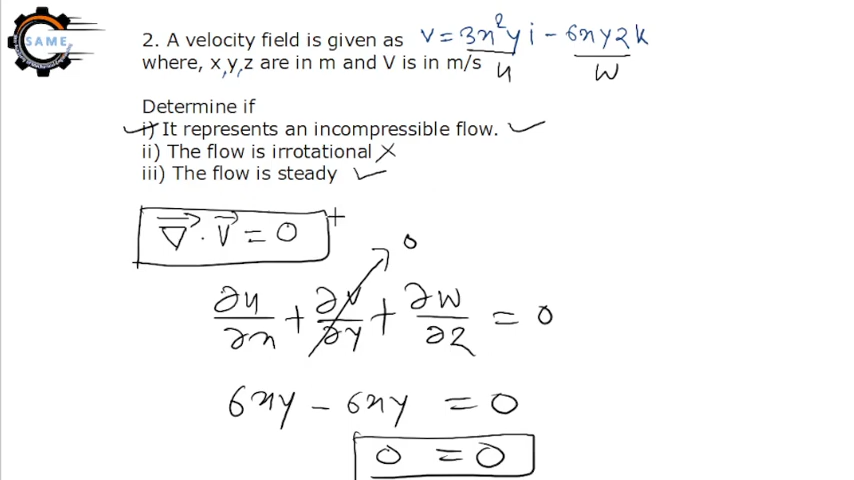 SAME
2. A velocity field is given as V = 3x²y i - 6xyzk
where, x,y,z are in m and V is in m/s u w
Determine if
i) It represents an incompressible flow. ✓
ii) The flow is irrotational ✗
iii) The flow is steady ✓
∇⃗ · V⃗ = 0
0
∂u/∂x + ∂v/∂y + ∂w/∂z = 0
6xy - 6xy = 0
0 = 0